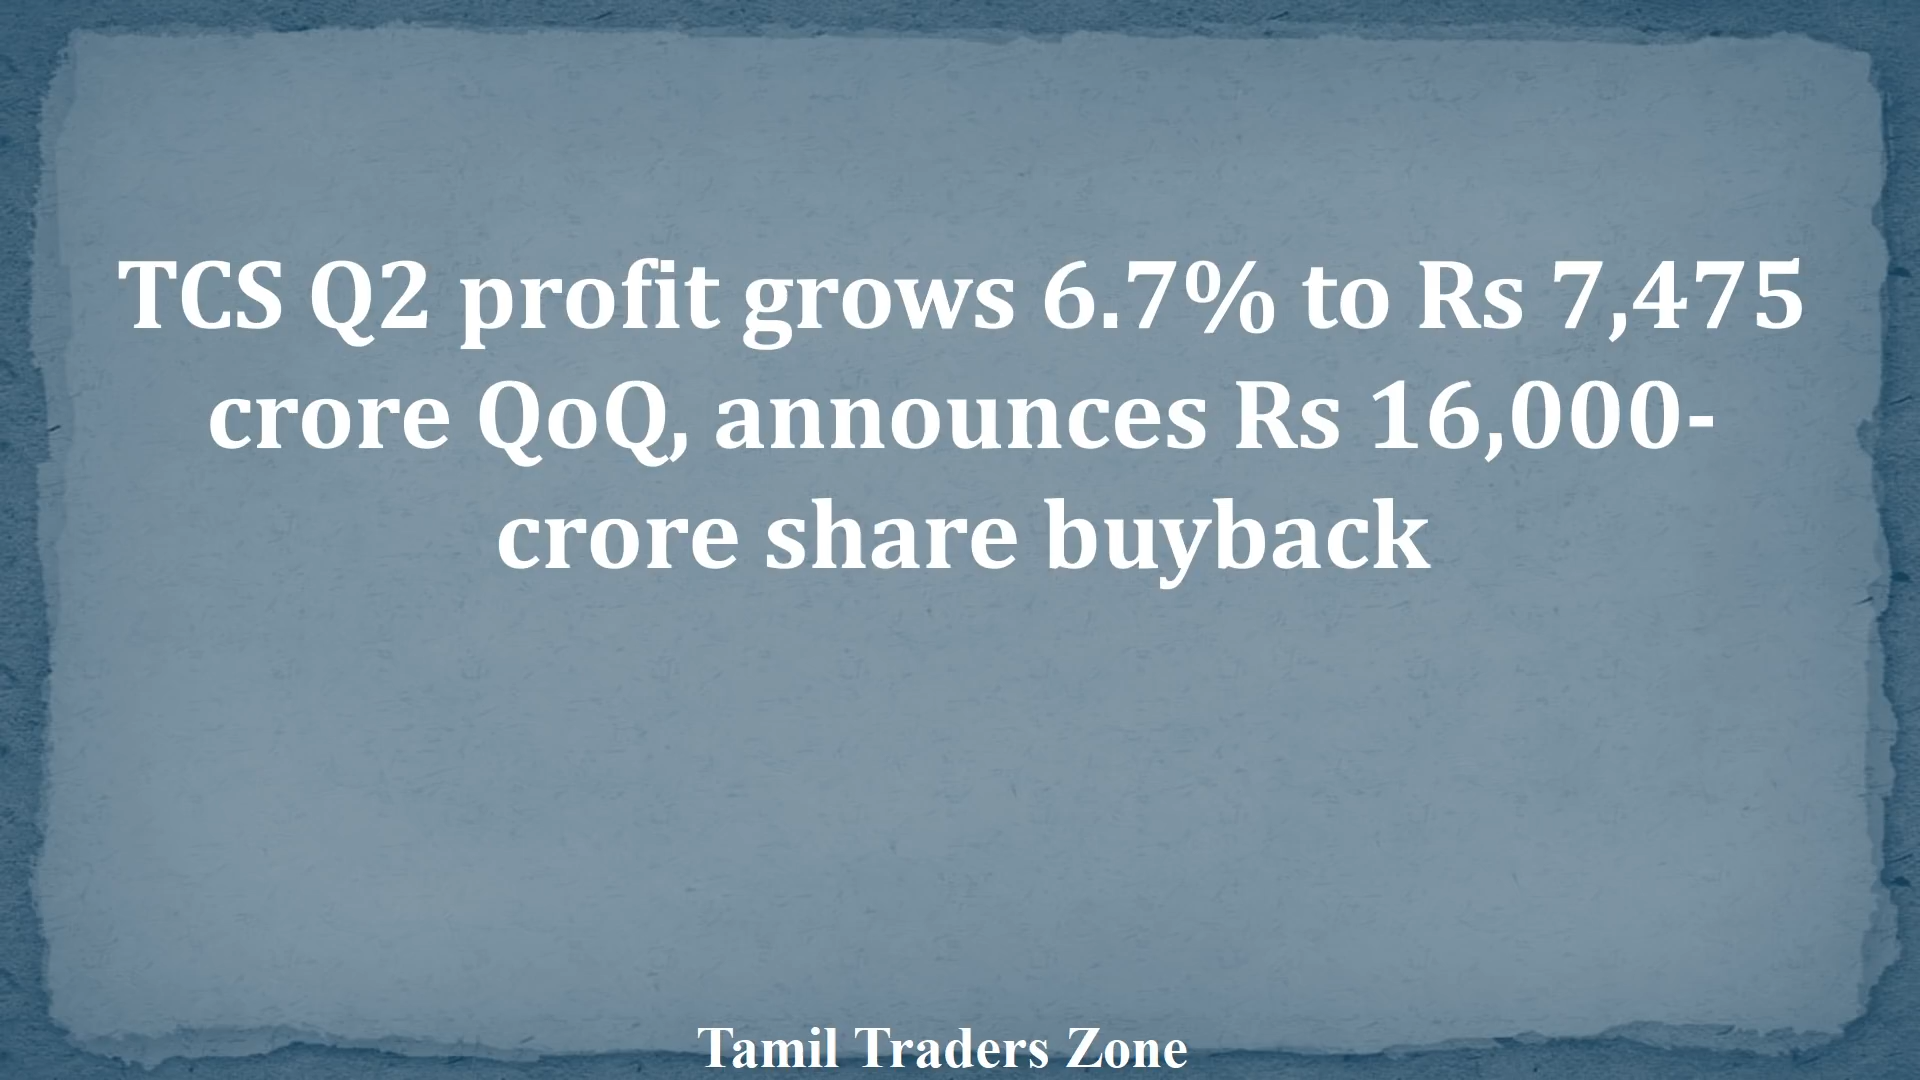 TCS Q2 profit grows 6.7% to Rs 7,475
crore QoQ, announces Rs 16,000-
crore share buyback
Tamil Traders Zone